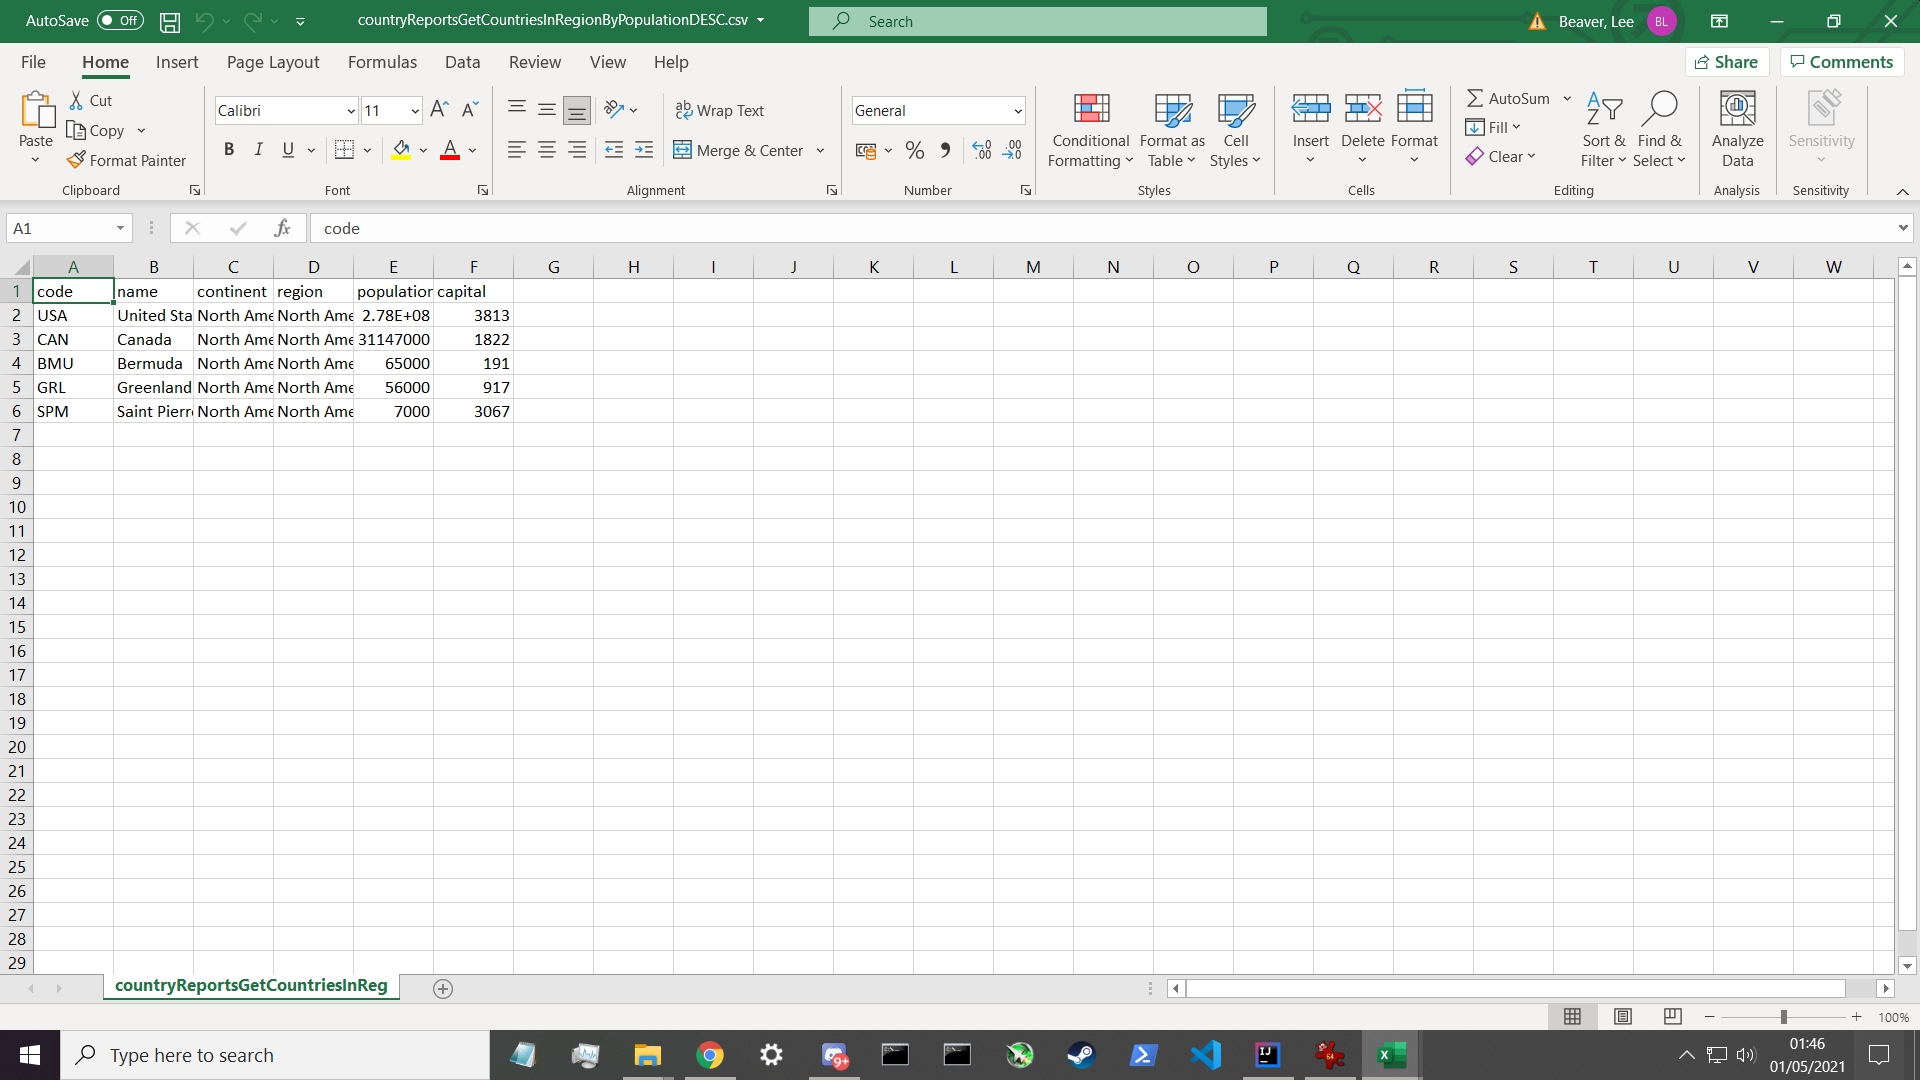 AutoSave Off countryReportsGetCountriesInRegionByPopulationDESC.csv Search Beaver, Lee BL
File Home Insert Page Layout Formulas Data Review View Help Share Comments
Paste Cut Copy Format Painter
Clipboard
Calibri 11 A A
B I U A
Font
Wrap Text
Merge & Center
Alignment
General
% 9 .00 .00
Number
Conditional Formatting Format as Table Cell Styles
Styles
Insert Delete Format
Cells
AutoSum
Fill
Clear
Sort & Filter Find & Select
Editing
Analyze Data
Analysis
Sensitivity
Sensitivity
A1 fx code
A B C D E F G H I J K L M N O P Q R S T U V W
1 code name continent region population capital
2 USA United Sta North Ame North Ame 2.78E+08 3813
3 CAN Canada North Ame North Ame 31147000 1822
4 BMU Bermuda North Ame North Ame 65000 191
5 GRL Greenland North Ame North Ame 56000 917
6 SPM Saint Pierr North Ame North Ame 7000 3067
7
8
9
10
11
12
13
14
15
16
17
18
19
20
21
22
23
24
25
26
27
28
29
countryReportsGetCountriesInReg
100%
Type here to search 9+ IJ 64 X 01:46
01/05/2021